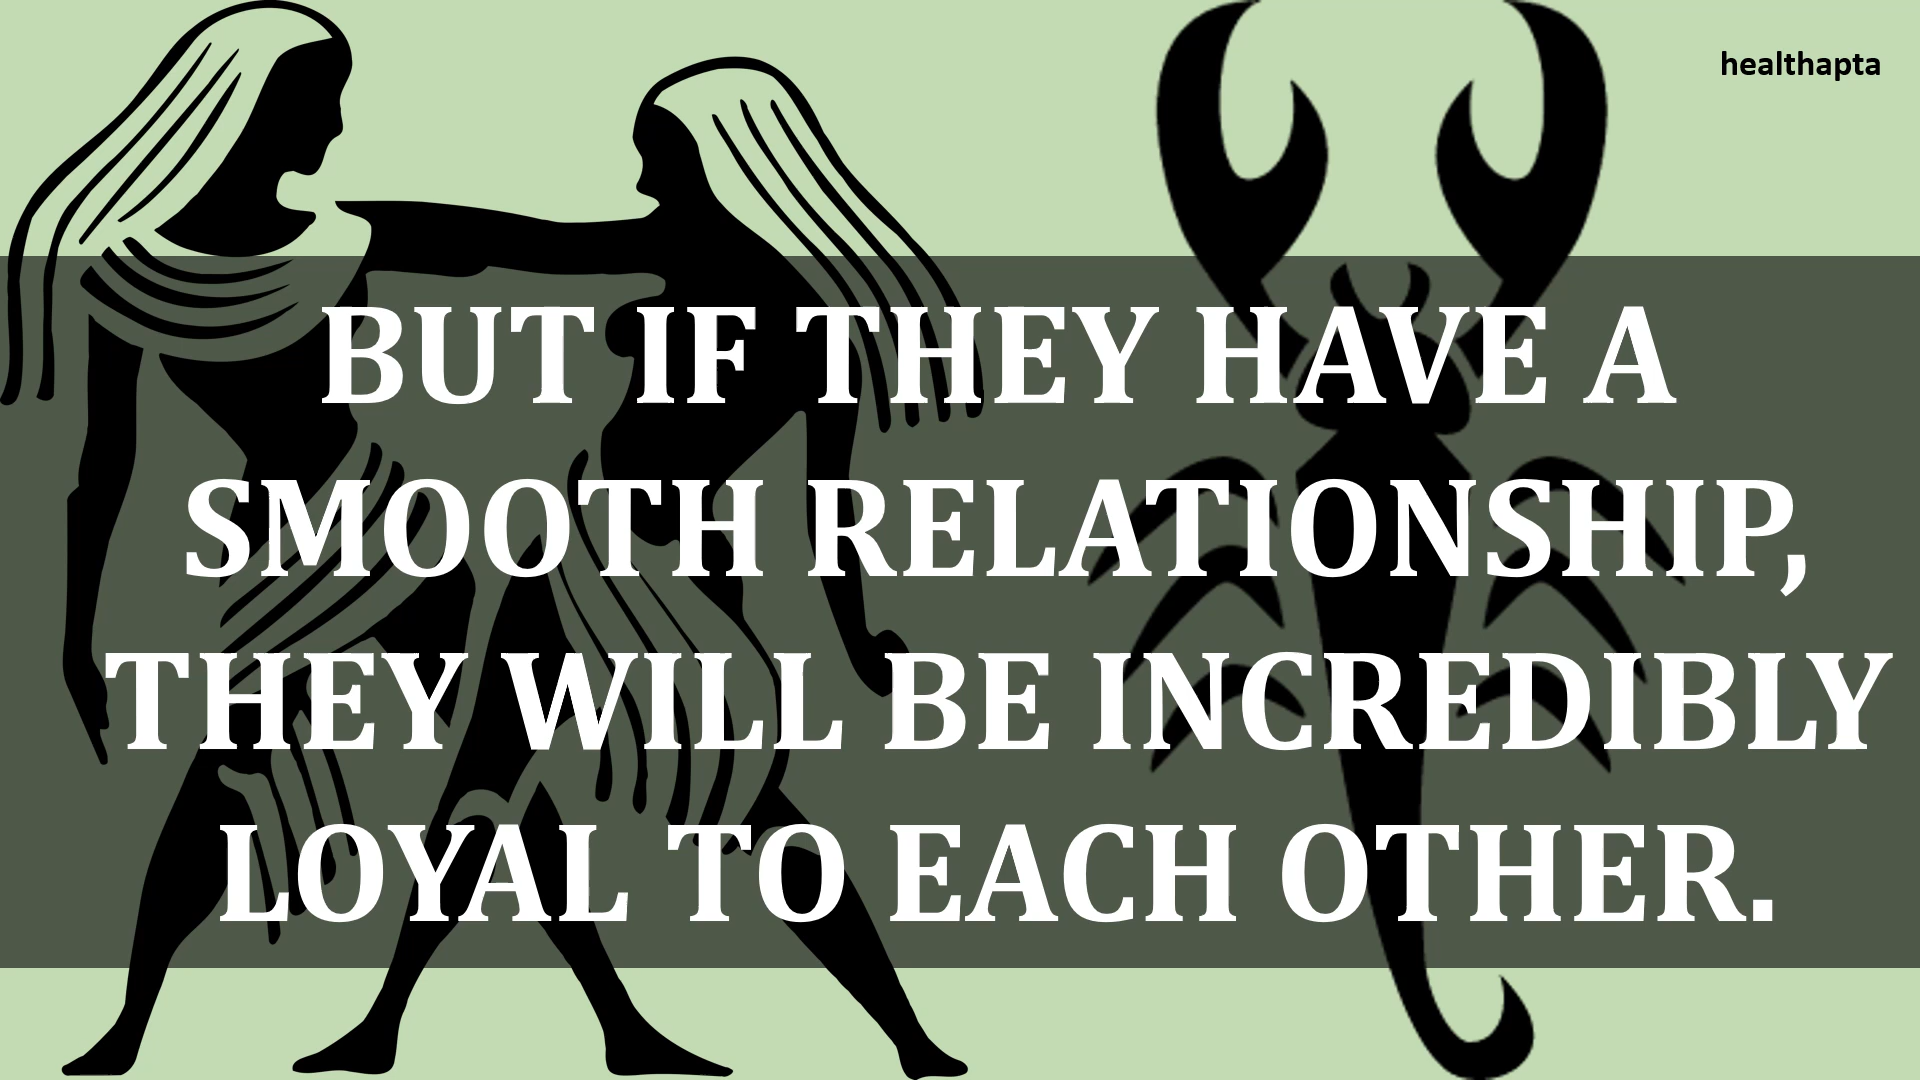 healthapta
BUT IF THEY HAVE A
SMOOTH RELATIONSHIP,
THEY WILL BE INCREDIBLY
LOYAL TO EACH OTHER.